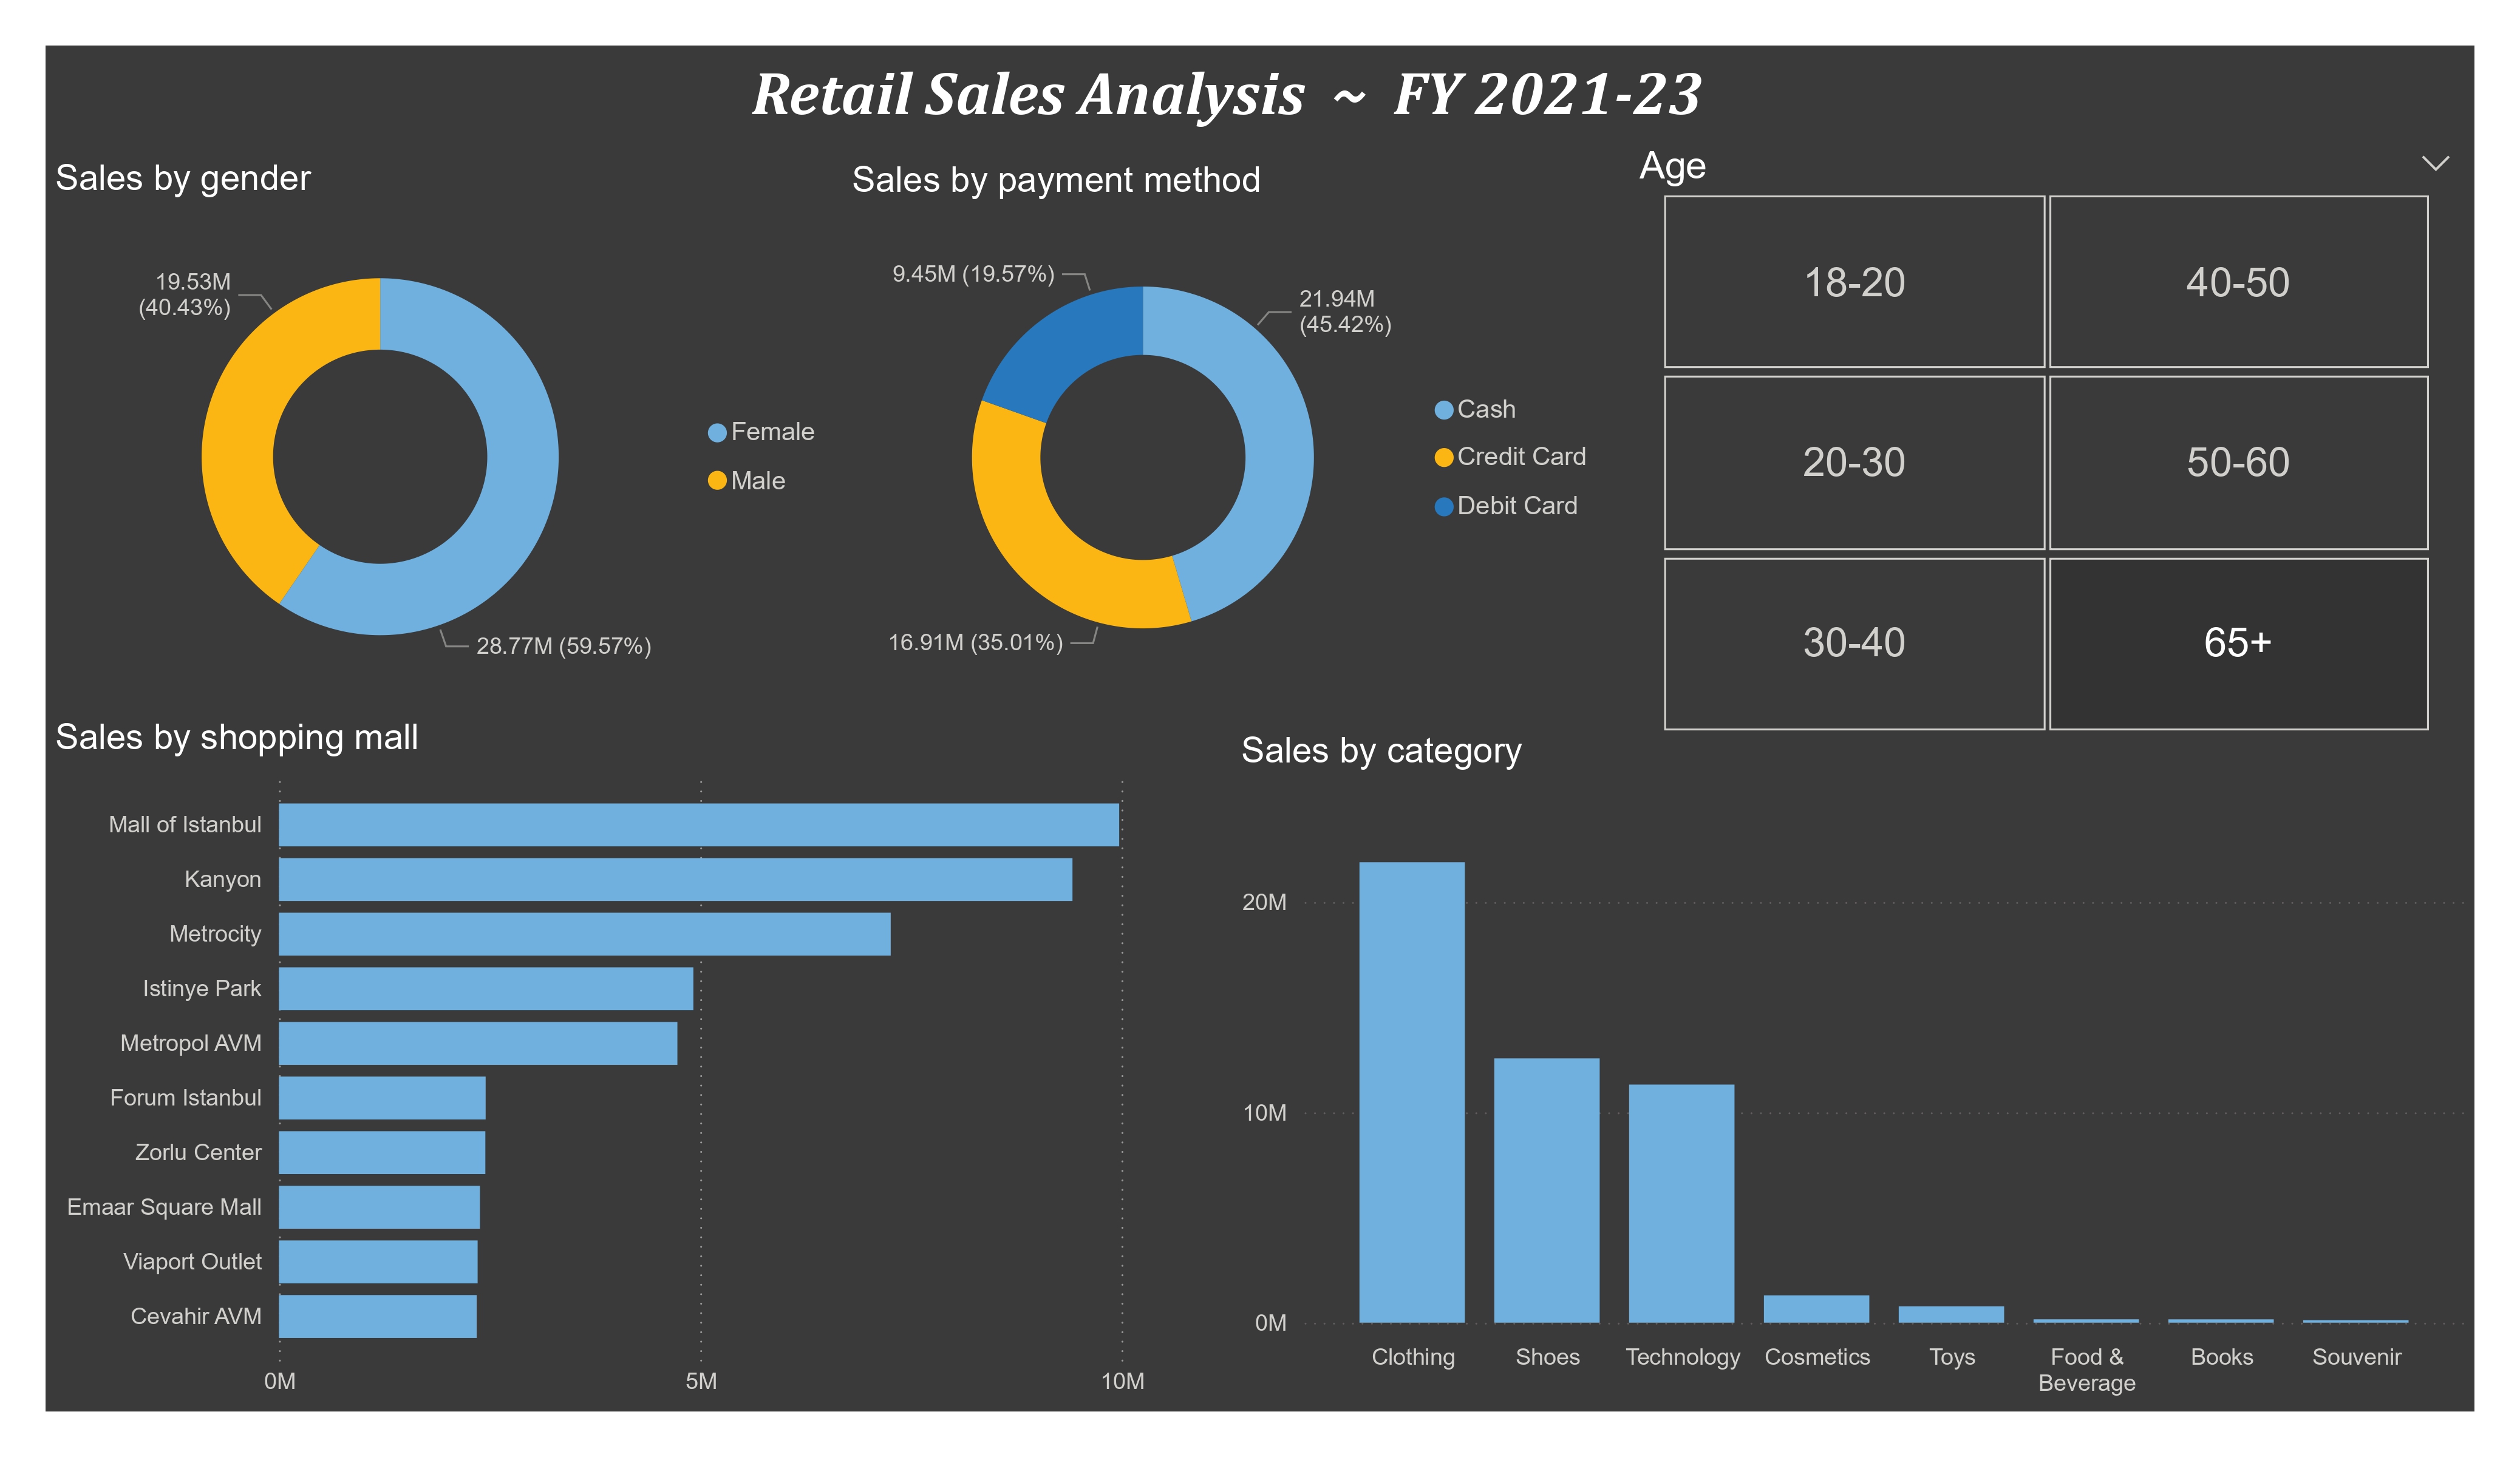 Retail Sales Analysis ~ FY 2021-23
Sales by gender
19.53M
(40.43%)
28.77M (59.57%)
Female
Male
Sales by payment method
9.45M (19.57%)
21.94M
(45.42%)
16.91M (35.01%)
Cash
Credit Card
Debit Card
Age
18-20
40-50
20-30
50-60
30-40
65+
Sales by shopping mall
Mall of Istanbul
Kanyon
Metrocity
Istinye Park
Metropol AVM
Forum Istanbul
Zorlu Center
Emaar Square Mall
Viaport Outlet
Cevahir AVM
0M
5M
10M
Sales by category
20M
10M
0M
Clothing
Shoes
Technology
Cosmetics
Toys
Food &
Beverage
Books
Souvenir